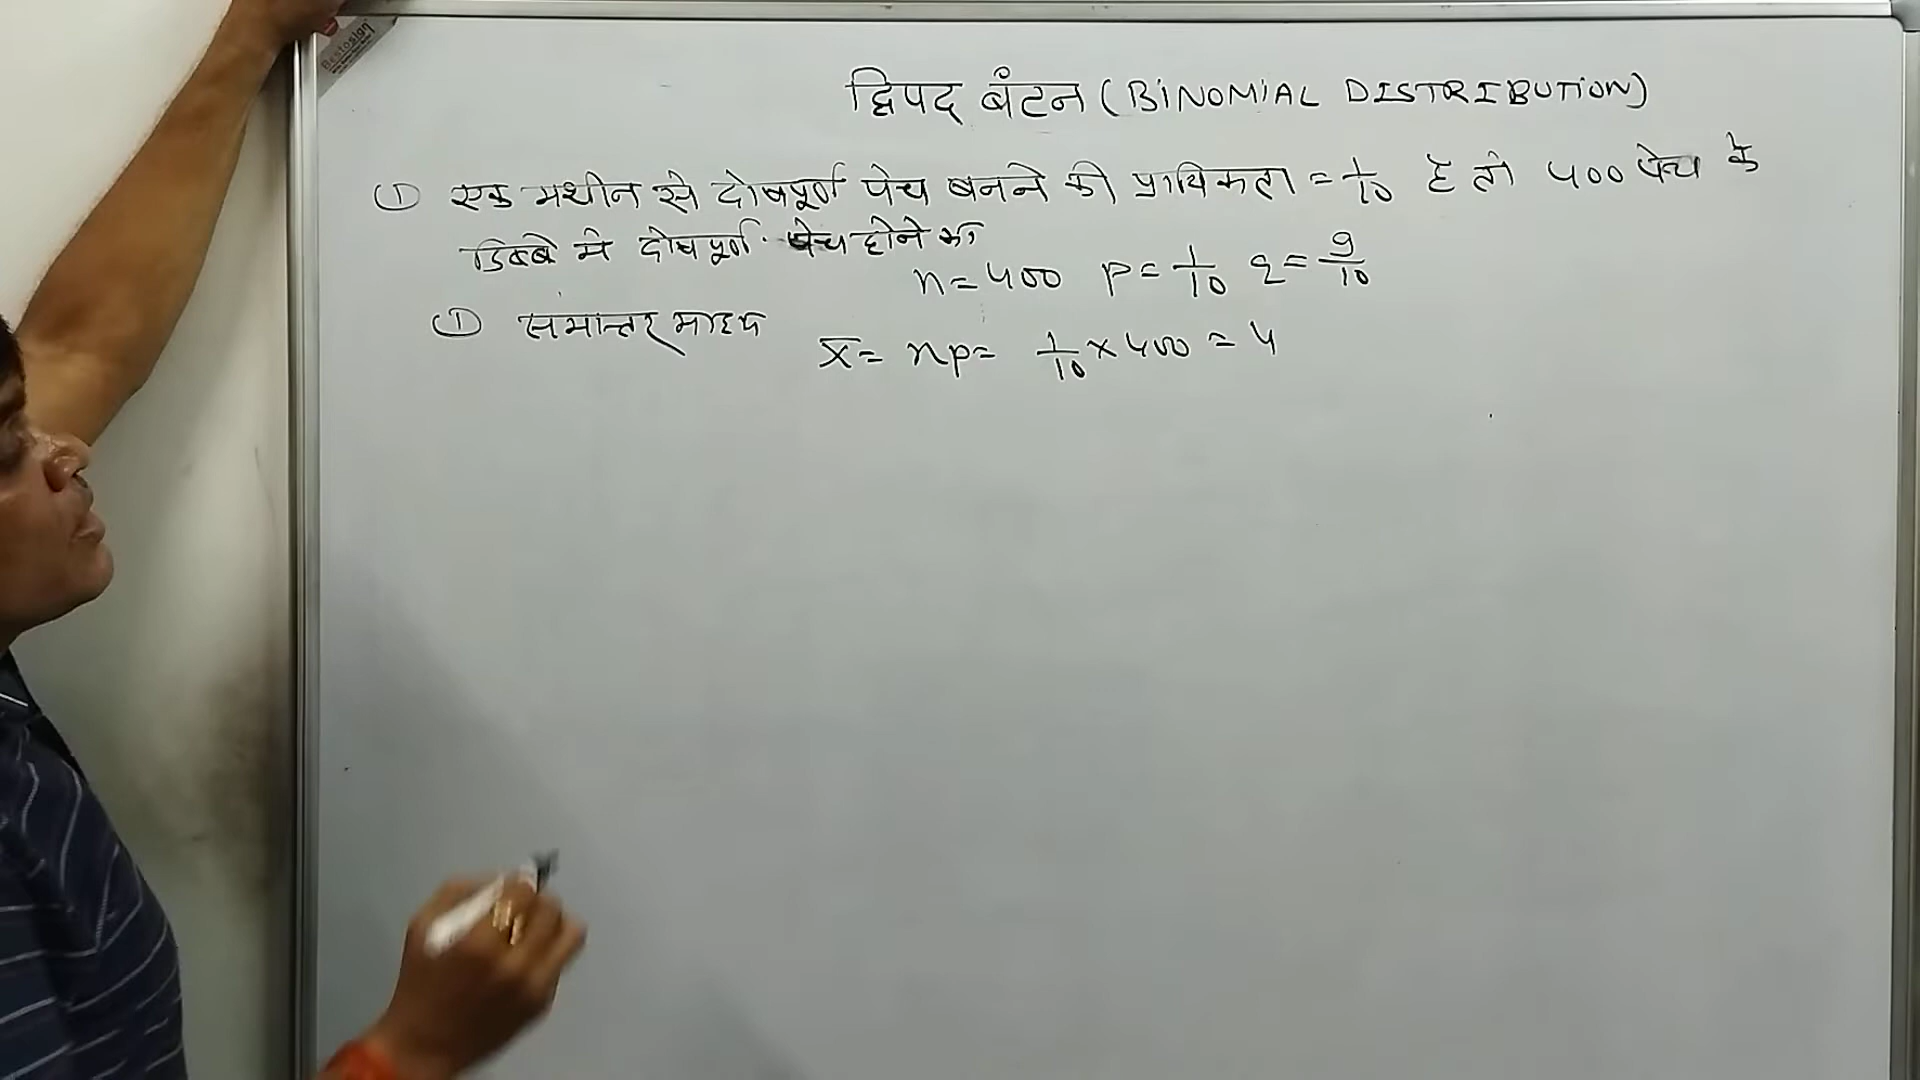 Bestosign
द्विपद बंटन (BINOMIAL DISTRIBUTION)
① एक मशीन से दोषपूर्ण पेच बनने की प्रायिकता = 1/10 है तो 400 पेच के
डिब्बे में दोषपूर्ण पेच होने का
n = 400 p = 1/10 q = 9/10
① समान्तर माध्य x̄ = np = 1/10 × 400 = 4